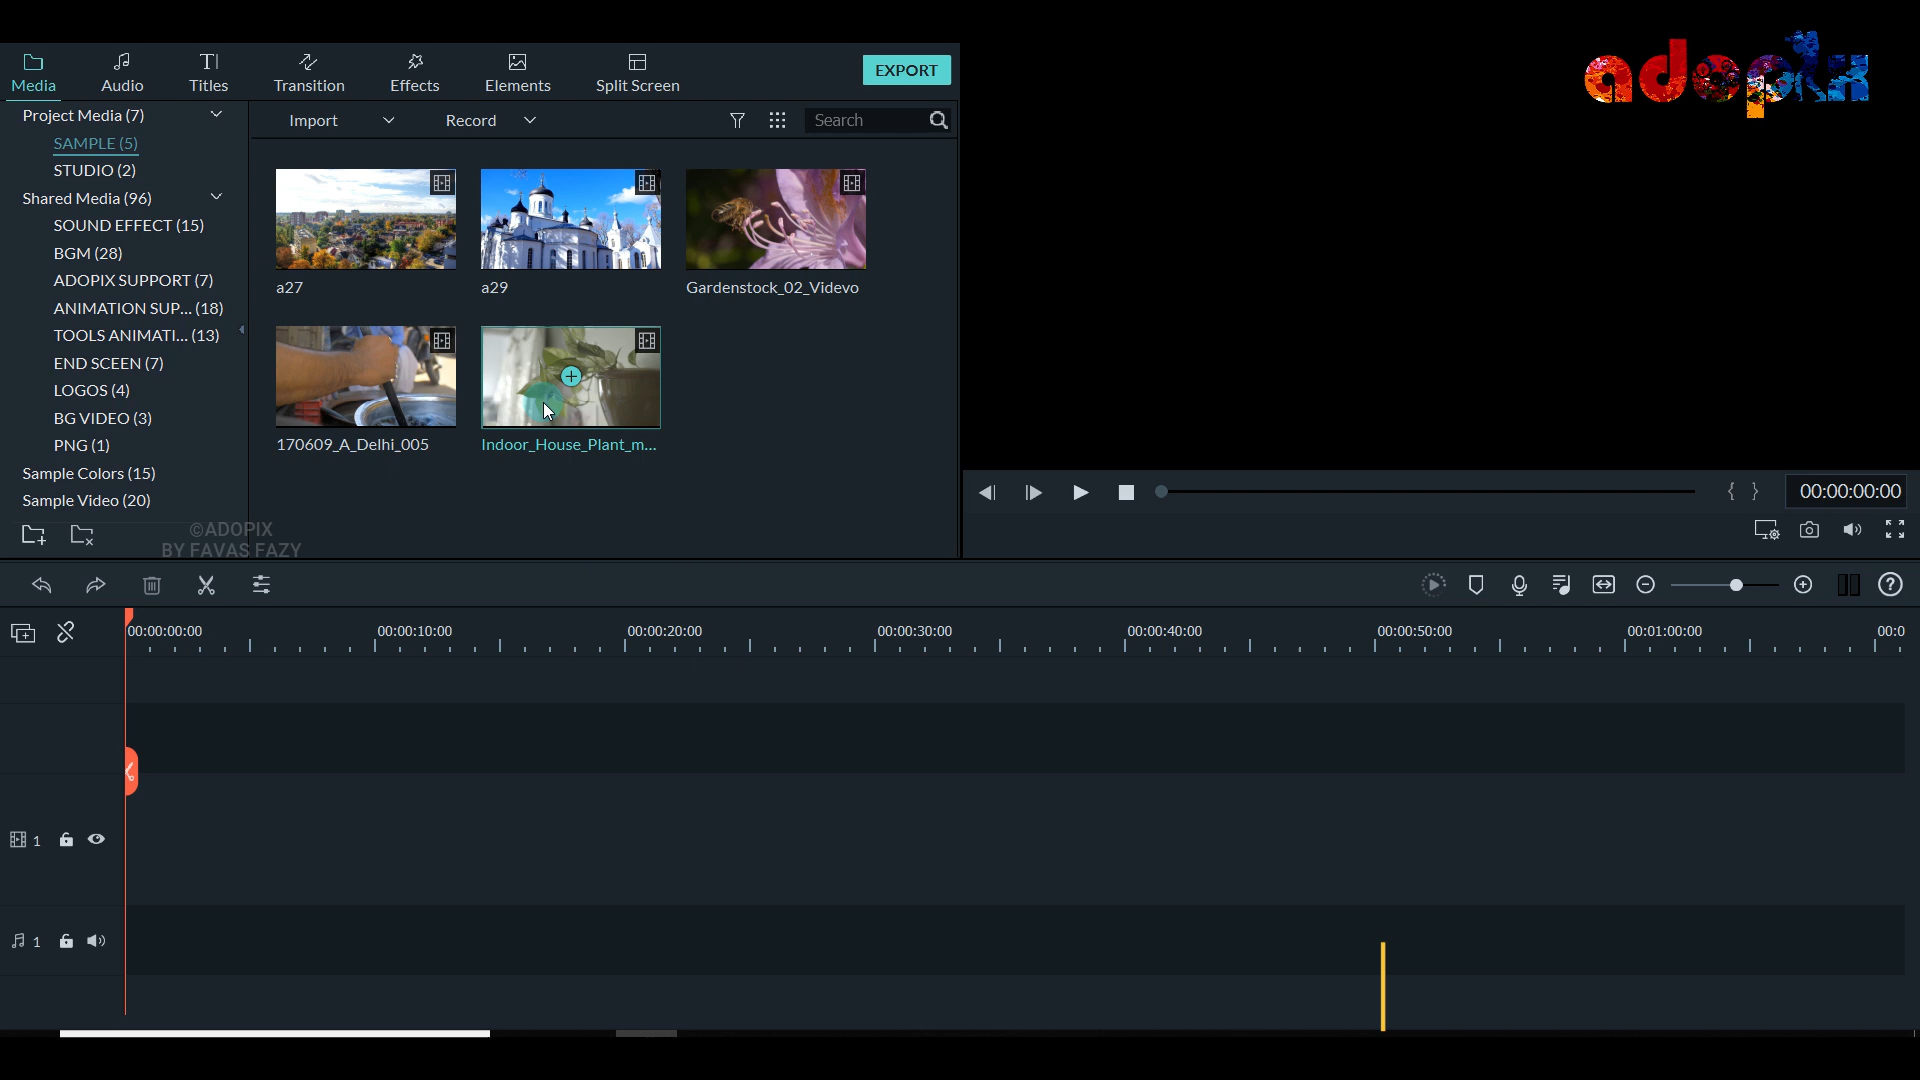 adopix
Media
Audio
Titles
Transition
Effects
Elements
Split Screen
EXPORT
Project Media (7)
SAMPLE (5)
STUDIO (2)
Shared Media (96)
SOUND EFFECT (15)
BGM (28)
ADOPIX SUPPORT (7)
ANIMATION SUP... (18)
TOOLS ANIMATI... (13)
END SCEEN (7)
LOGOS (4)
BG VIDEO (3)
PNG (1)
Sample Colors (15)
Sample Video (20)
Import
Record
Search
a27
a29
Gardenstock_02_Videvo
170609_A_Delhi_005
Indoor_House_Plant_m...
©ADOPIX
BY FAVAS FAZY
00:00:00:00
00:00:00:00
00:00:10:00
00:00:20:00
00:00:30:00
00:00:40:00
00:00:50:00
00:01:00:00
00:0
1
1